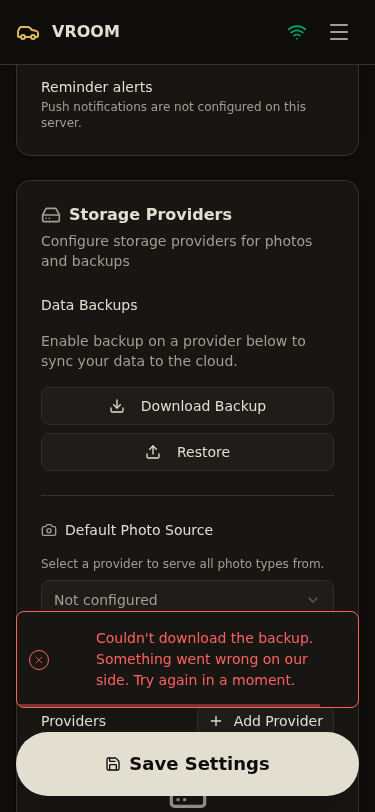 VROOM
Reminder alerts
Push notifications are not configured on this
server.
Storage Providers
Configure storage providers for photos
and backups
Data Backups
Enable backup on a provider below to
sync your data to the cloud.
Download Backup
Restore
Default Photo Source
Select a provider to serve all photo types from.
Not configured
Couldn't download the backup.
Something went wrong on our
side. Try again in a moment.
Providers
Add Provider
Save Settings